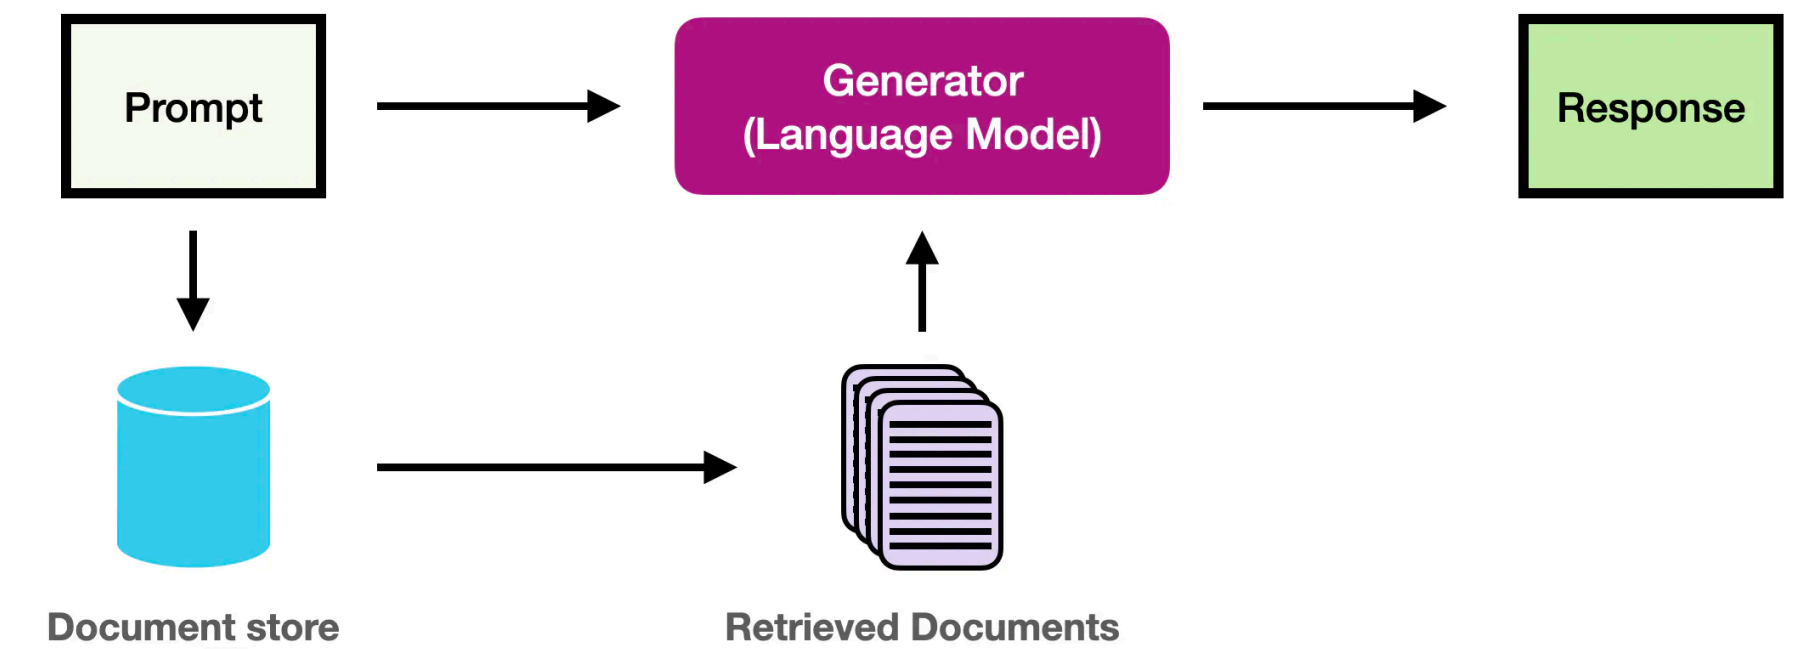 Prompt
Generator
(Language Model)
Response
Document store
Retrieved Documents